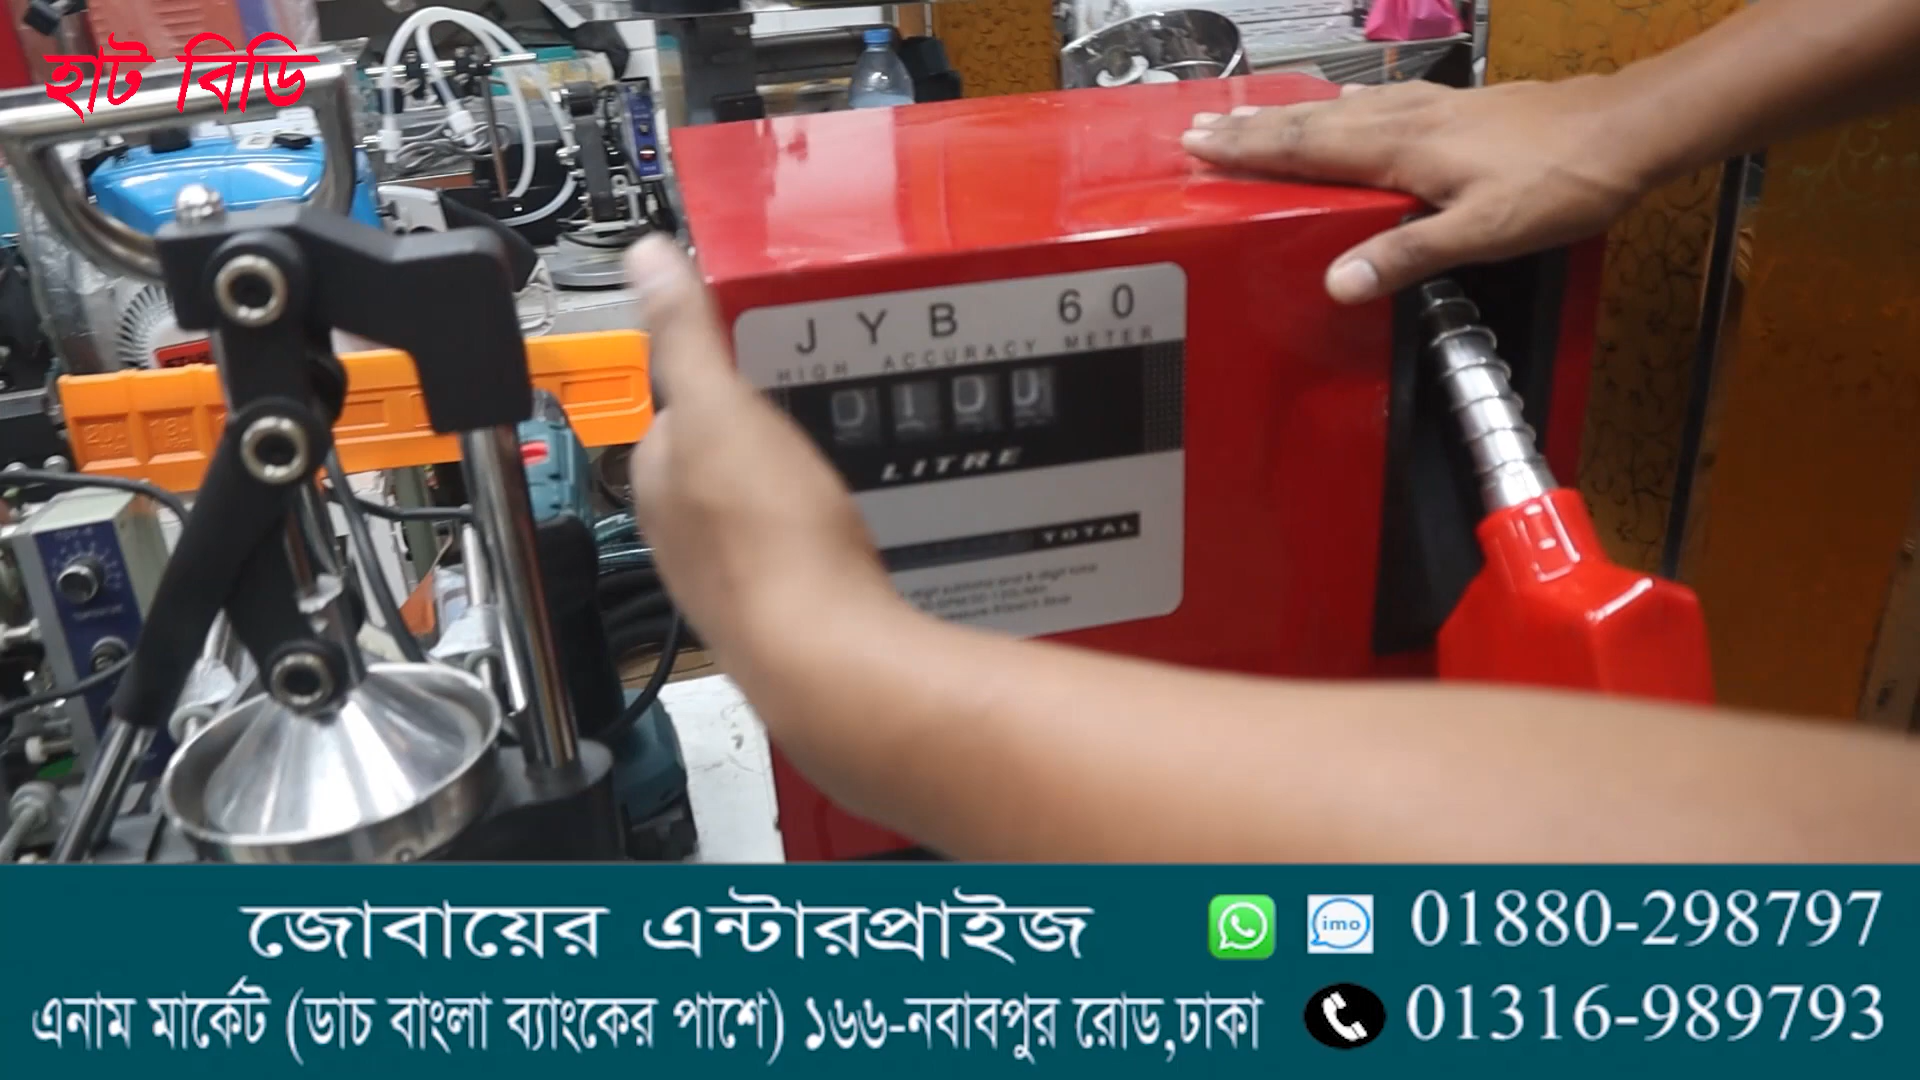 হাট বিডি
JYB 60
HIGH ACCURACY METER
0100
LITRE
TOTAL
জোবায়ের এন্টারপ্রাইজ
imo
01880-298797
এনাম মার্কেট (ডাচ বাংলা ব্যাংকের পাশে) ১৬৬-নবাবপুর রোড,ঢাকা
01316-989793